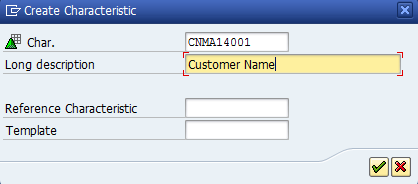 Create Characteristic
Char. CNMA14001
Long description Customer Name
Reference Characteristic
Template